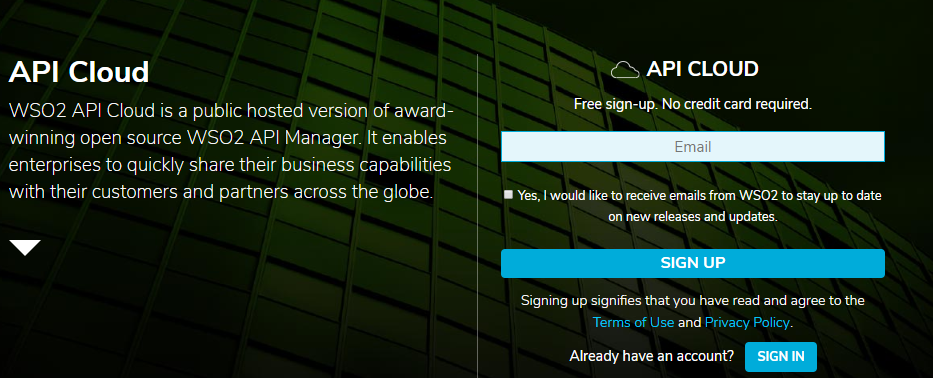 API Cloud
WSO2 API Cloud is a public hosted version of award-
winning open source WSO2 API Manager. It enables
enterprises to quickly share their business capabilities
with their customers and partners across the globe.
API CLOUD
Free sign-up. No credit card required.
Email
Yes, I would like to receive emails from WSO2 to stay up to date
on new releases and updates.
SIGN UP
Signing up signifies that you have read and agree to the
Terms of Use and Privacy Policy.
Already have an account? SIGN IN